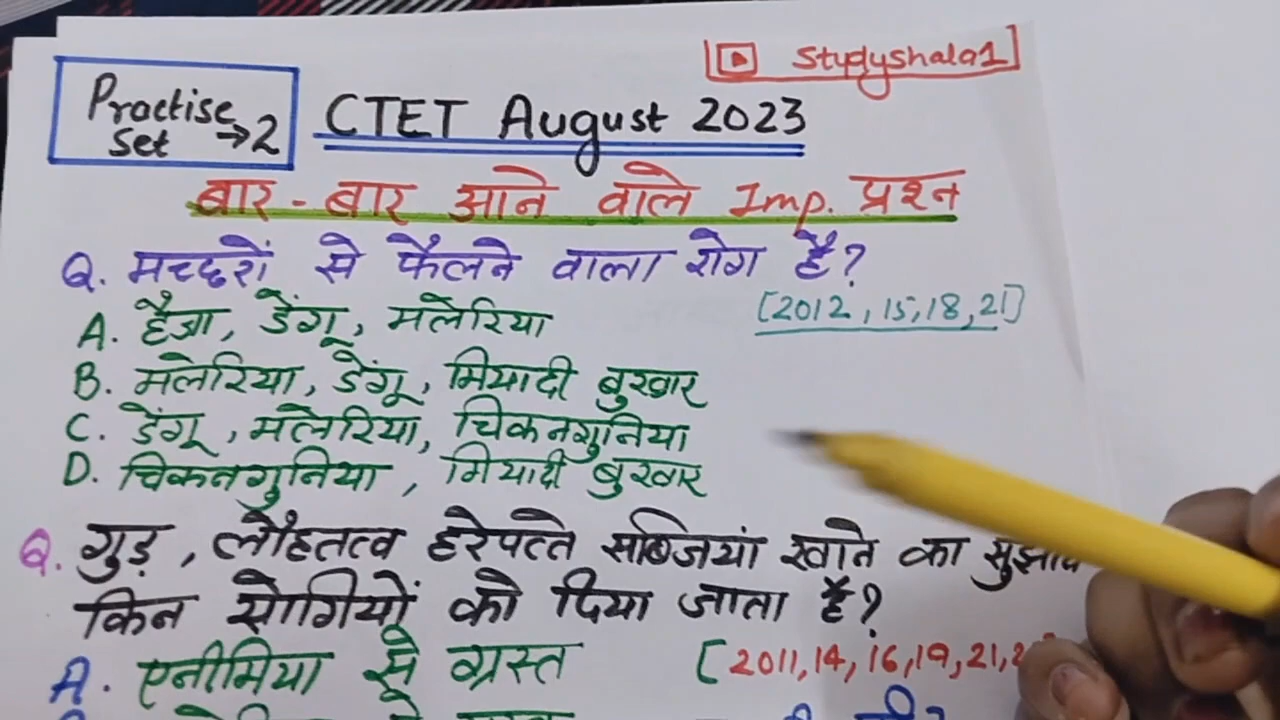 Studyshala1
Practise
Set →2
CTET August 2023
बार-बार आने वाले Imp. प्रश्न
Q. मच्छरों से फैलने वाला रोग है?
[2012, 15, 18, 21]
A. हैजा, डेंगू, मलेरिया
B. मलेरिया, डेंगू, मियादी बुखार
C. डेंगू, मलेरिया, चिकनगुनिया
D. चिकनगुनिया, मियादी बुखार
Q. गुड़, लौहतत्व हरेपत्ते सब्जियां खाने का
किन रोगियों को दिया जाता है?
A. एनीमिया से ग्रस्त [2011, 14, 16, 19, 21,